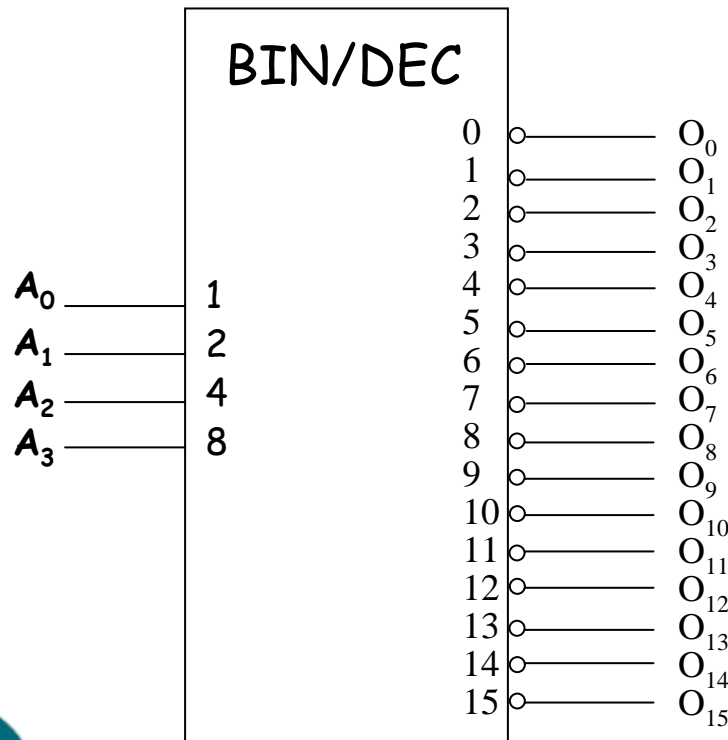 BIN/DEC
0 O₀
1 O₁
2 O₂
3 O₃
A₀ 1 4 O₄
5 O₅
A₁ 2 6 O₆
A₂ 4 7 O₇
A₃ 8 8 O₈
9 O₉
10 O₁₀
11 O₁₁
12 O₁₂
13 O₁₃
14 O₁₄
15 O₁₅